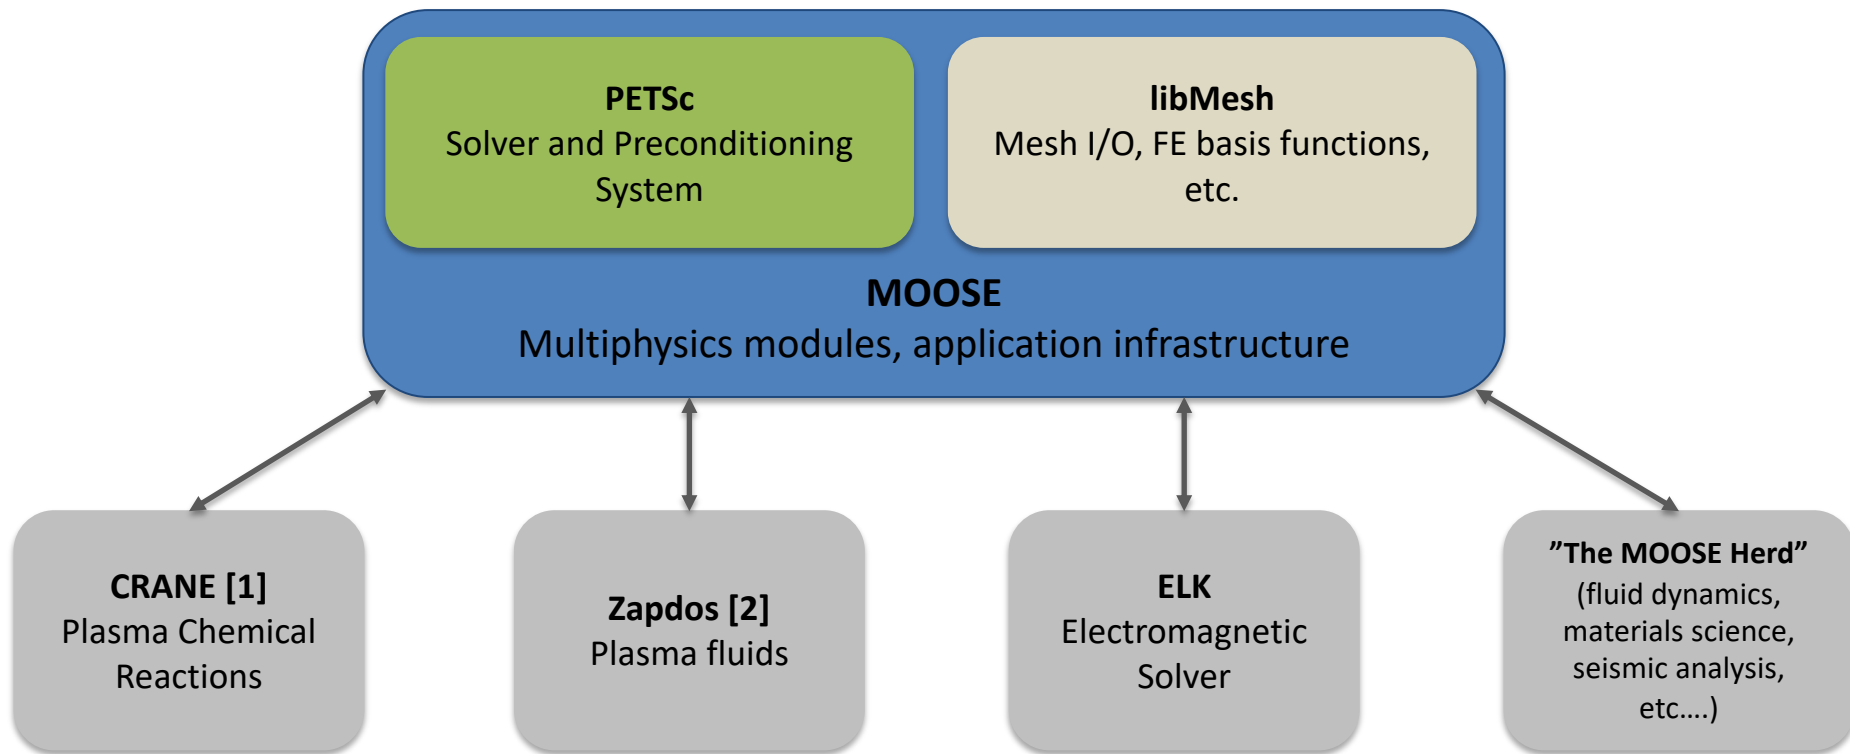 PETSc
Solver and Preconditioning
System
libMesh
Mesh I/O, FE basis functions,
etc.
MOOSE
Multiphysics modules, application infrastructure
CRANE [1]
Plasma Chemical
Reactions
Zapdos [2]
Plasma fluids
ELK
Electromagnetic
Solver
”The MOOSE Herd”
(fluid dynamics,
materials science,
seismic analysis,
etc….)